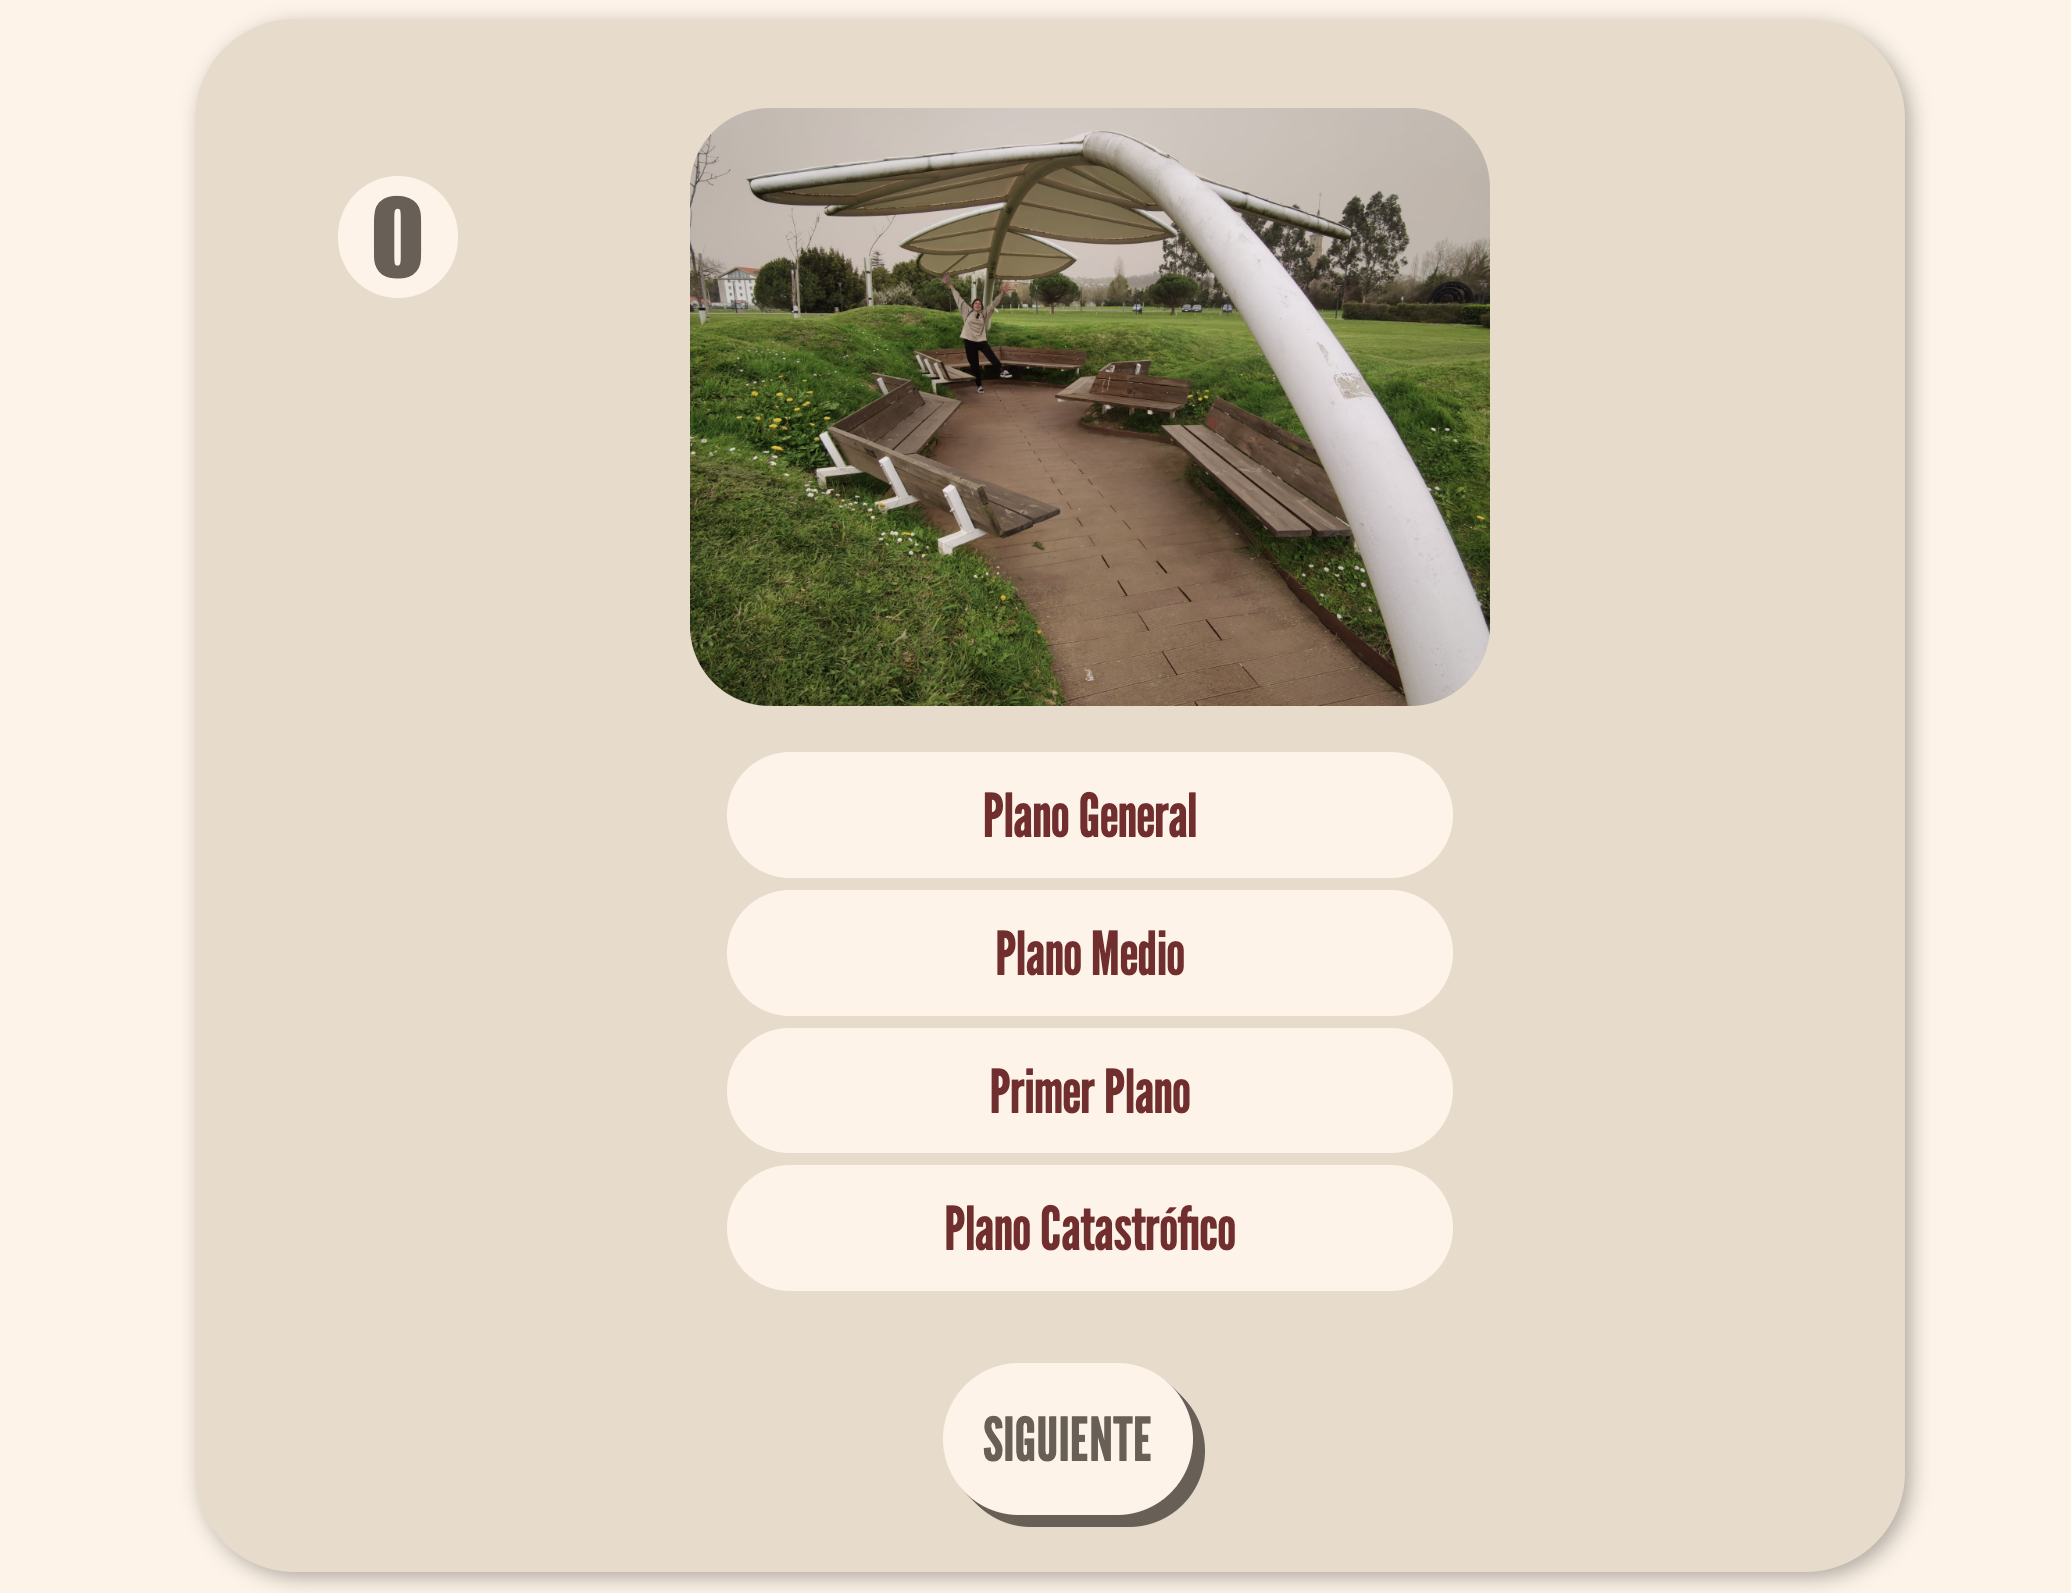 0
Plano General
Plano Medio
Primer Plano
Plano Catastrófico
SIGUIENTE